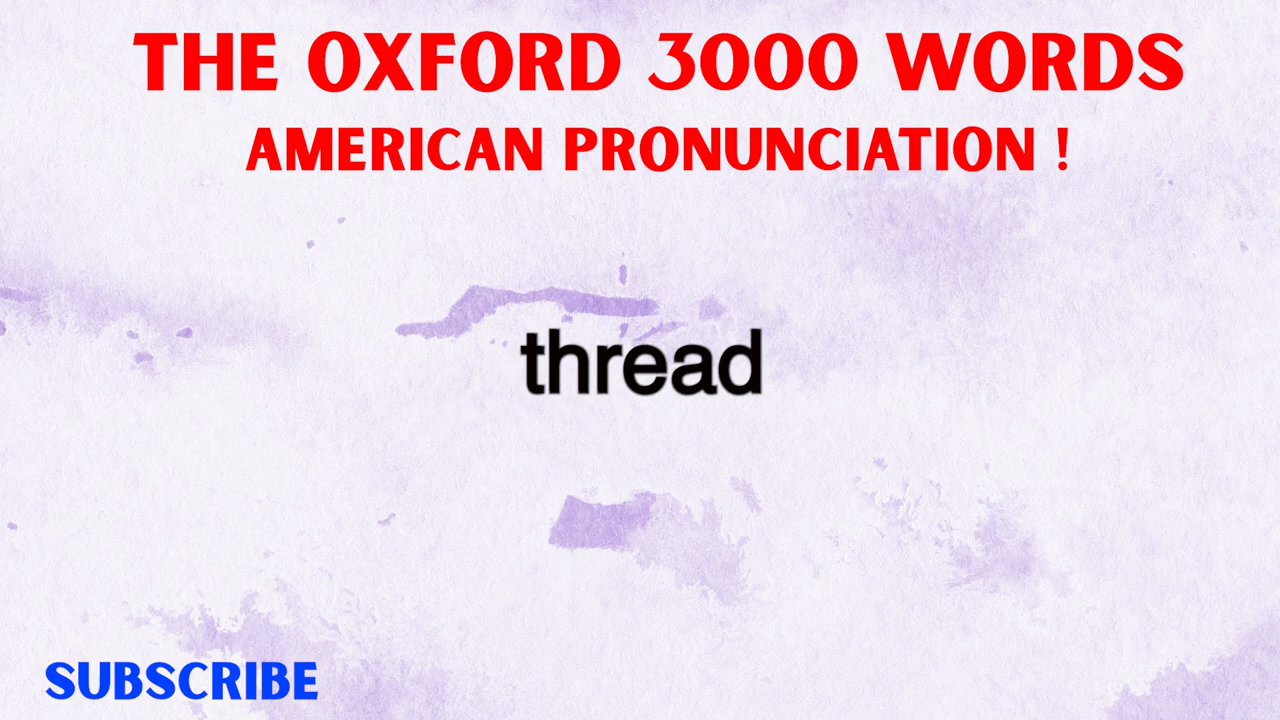 THE OXFORD 3000 WORDS
AMERICAN PRONUNCIATION !
thread
SUBSCRIBE